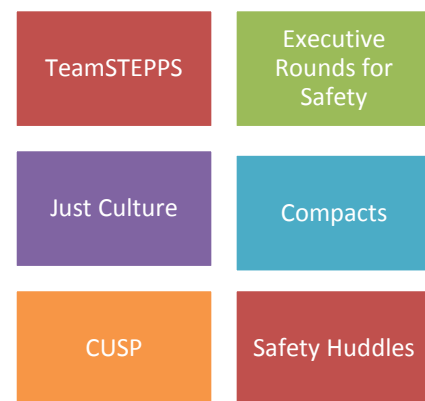 TeamSTEPPS
Executive
Rounds for
Safety
Just Culture
Compacts
CUSP
Safety Huddles